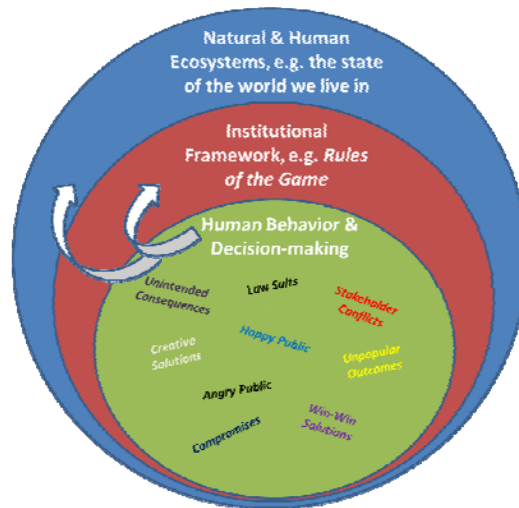 Natural & Human
Ecosystems, e.g. the state
of the world we live in
Institutional
Framework, e.g. Rules
of the Game
Human Behavior &
Decision-making
Unintended
Consequences
Law Suits
Stakeholder
Conflicts
Creative
Solutions
Happy Public
Unpopular
Outcomes
Angry Public
Compromises
Win-Win
Solutions